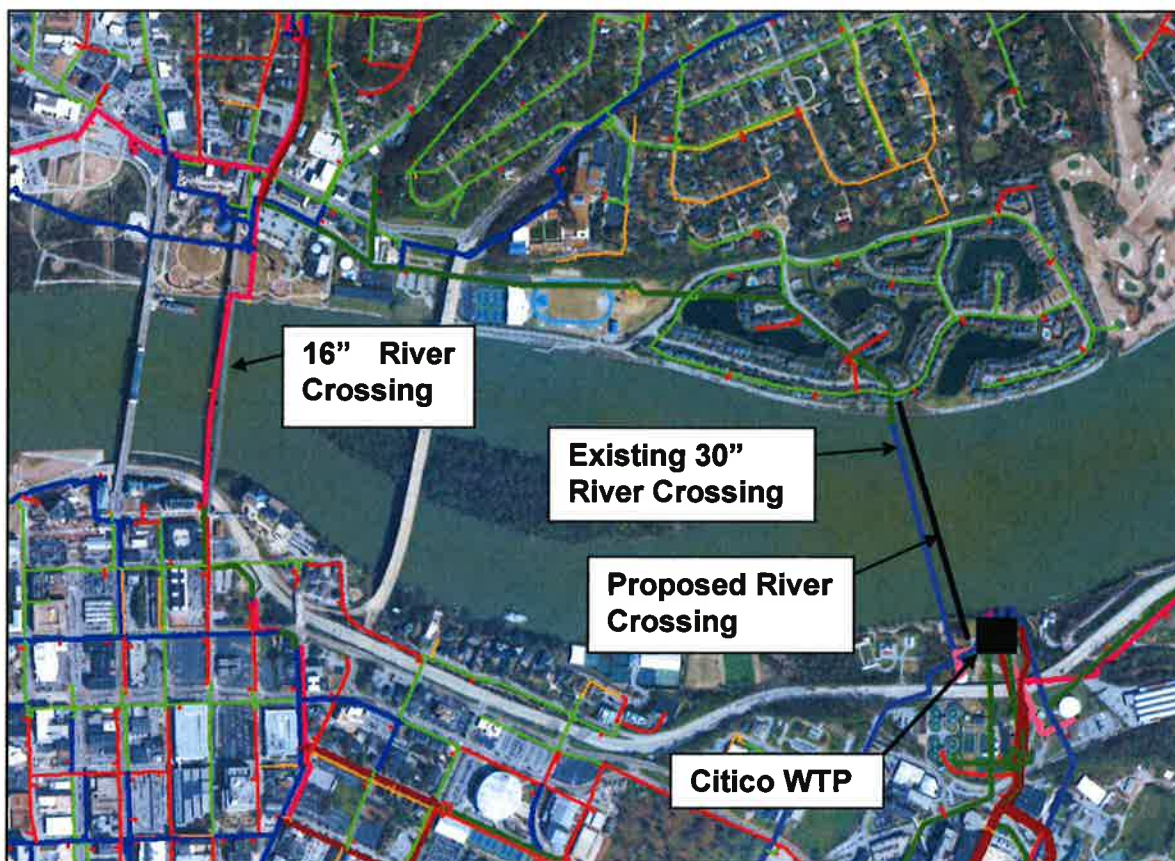 16” River
Crossing
Existing 30”
River Crossing
Proposed River
Crossing
Citico WTP